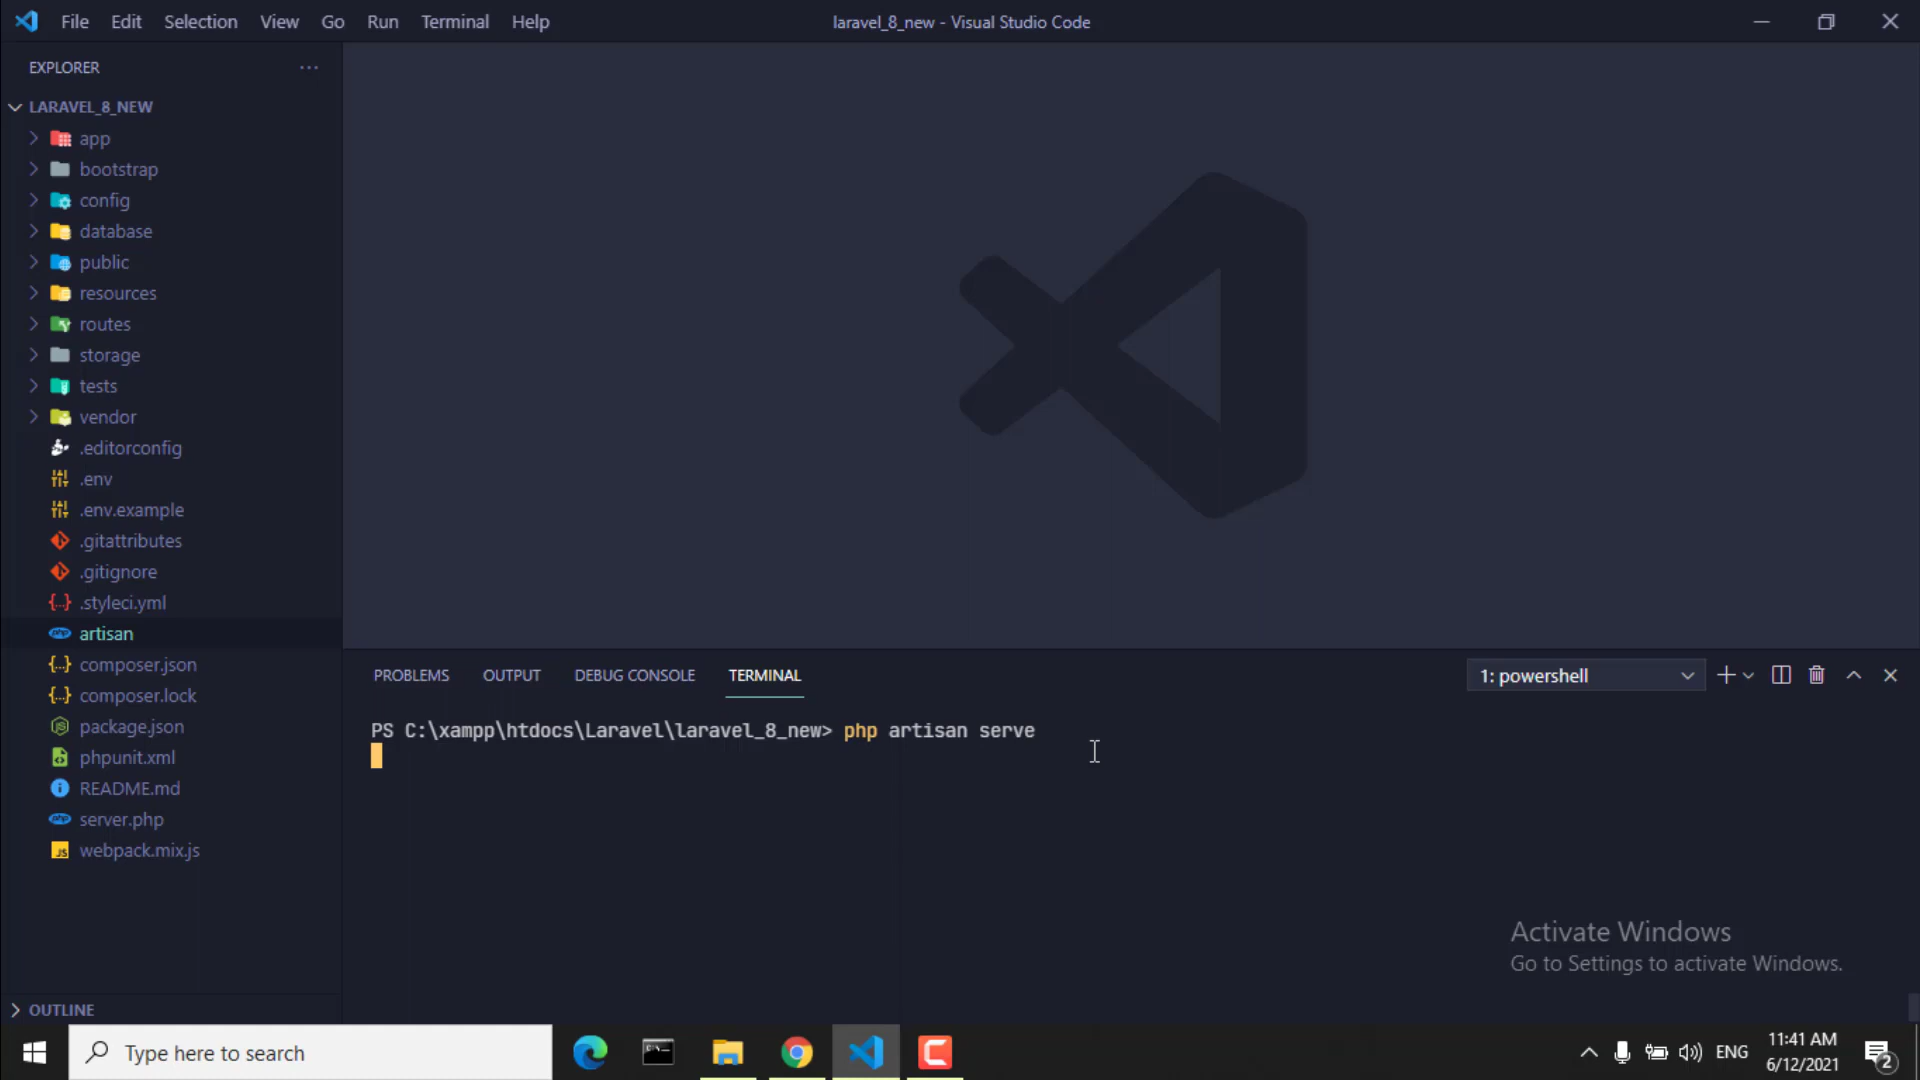 File Edit Selection View Go Run Terminal Help
laravel_8_new - Visual Studio Code
EXPLORER
LARAVEL_8_NEW
app
bootstrap
config
database
public
resources
routes
storage
tests
vendor
.editorconfig
.env
.env.example
.gitattributes
.gitignore
.styleci.yml
artisan
composer.json
composer.lock
package.json
phpunit.xml
README.md
server.php
webpack.mix.js
OUTLINE
PROBLEMS OUTPUT DEBUG CONSOLE TERMINAL
1: powershell
PS C:\xampp\htdocs\Laravel\laravel_8_new> php artisan serve
Activate Windows
Go to Settings to activate Windows.
Type here to search
ENG
11:41 AM
6/12/2021
2